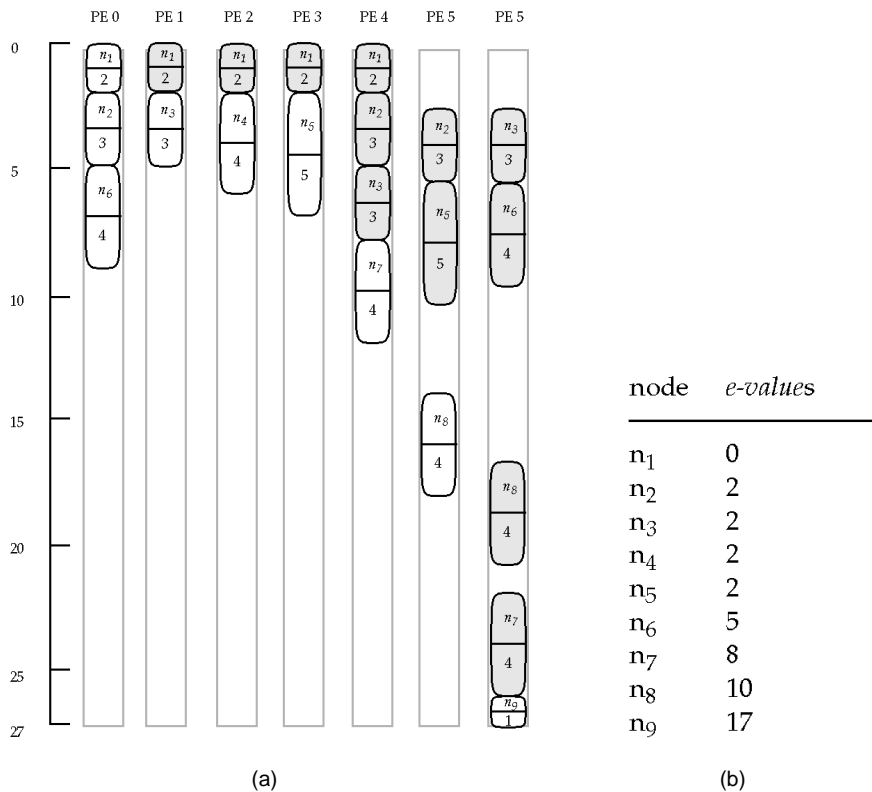 PE 0 PE 1 PE 2 PE 3 PE 4 PE 5 PE 5
0
n1 n1 n1 n1 n1
2 2 2 2 2
n2 n3 n4 n5 n2 n2 n3
3 3 4 5 3 3 3
5
n6 n3 n5 n6
4 3 5 4
n7
10
4
node e-values
15
n8
4
n1 0
n8
n2 2
4
n3 2
20
n4 2
n5 2
n7
n6 5
4
n7 8
25
n8 10
n9
1
27
n9 17
(a) (b)